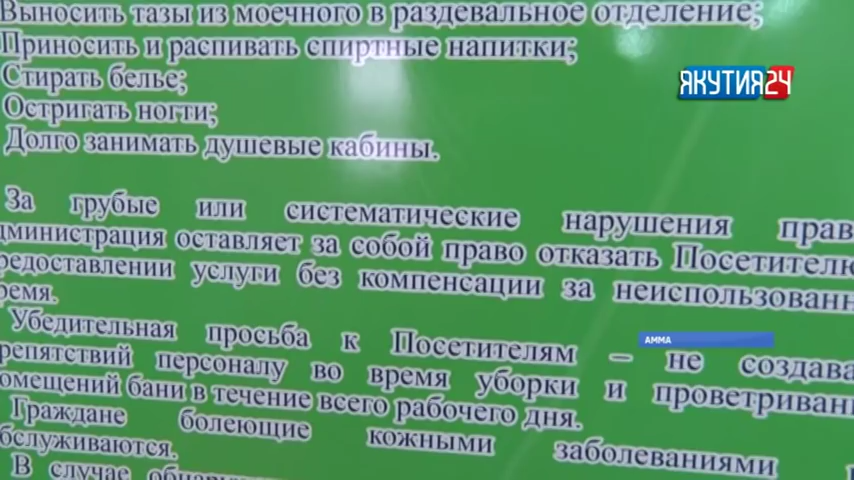 Выносить тазы из моечного в раздевальное отделение;
Приносить и распивать спиртные напитки;
Стирать белье;
Остригать ногти;
Долго занимать душевые кабины.
ЯКУТИЯ24
За грубые или систематические нарушения прав
дминистрация оставляет за собой право отказать Посетителю
редоставлении услуги без компенсации за неиспользованн
ремя.
Убедительная просьба к Посетителям – не создава
АММА
репятствий персоналу во время уборки и проветриван
омещений бани в течение всего рабочего дня.
Граждане болеющие кожными заболеваниями
бслуживаются.
В случае